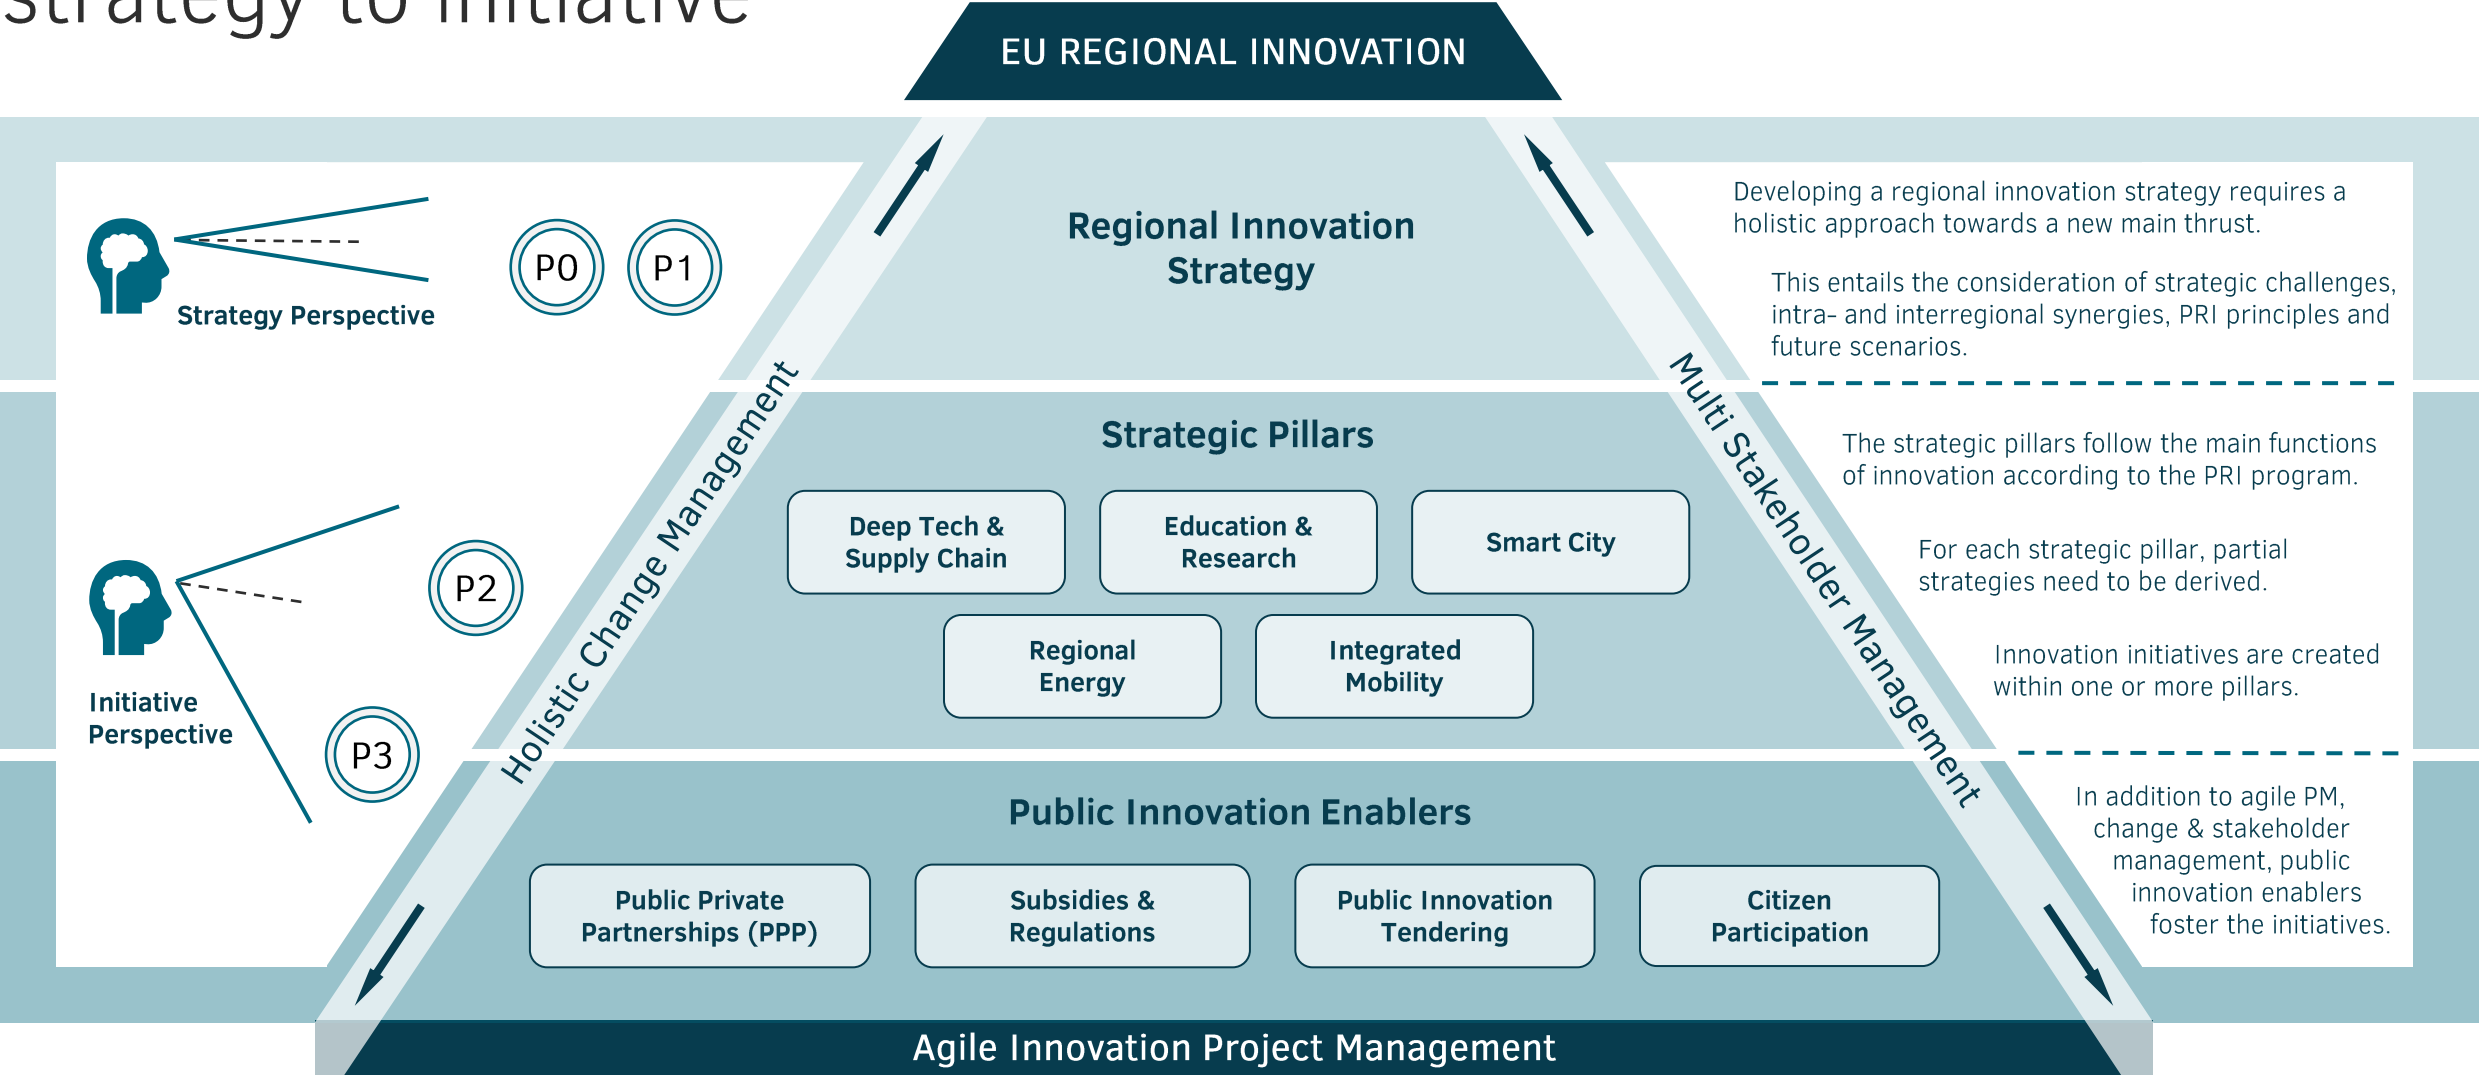 strategy to initiative
EU REGIONAL INNOVATION
Strategy Perspective
P0
P1
Regional Innovation
Strategy
Developing a regional innovation strategy requires a
holistic approach towards a new main thrust.
This entails the consideration of strategic challenges,
intra- and interregional synergies, PRI principles and
future scenarios.
Holistic Change Management
Multi Stakeholder Management
Initiative
Perspective
P2
P3
Strategic Pillars
Deep Tech &
Supply Chain
Education &
Research
Smart City
Regional
Energy
Integrated
Mobility
The strategic pillars follow the main functions
of innovation according to the PRI program.
For each strategic pillar, partial
strategies need to be derived.
Innovation initiatives are created
within one or more pillars.
Public Innovation Enablers
Public Private
Partnerships (PPP)
Subsidies &
Regulations
Public Innovation
Tendering
Citizen
Participation
In addition to agile PM,
change & stakeholder
management, public
innovation enablers
foster the initiatives.
Agile Innovation Project Management